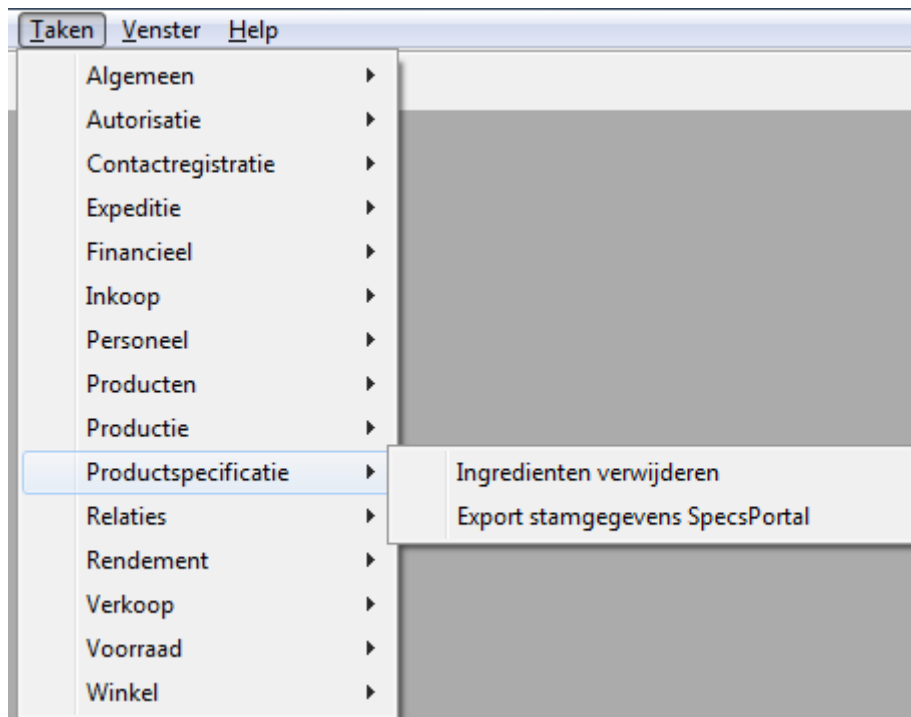 Taken Venster Help
Algemeen
Autorisatie
Contactregistratie
Expeditie
Financieel
Inkoop
Personeel
Producten
Productie
Productspecificatie
Ingredienten verwijderen
Export stamgegevens SpecsPortal
Relaties
Rendement
Verkoop
Voorraad
Winkel